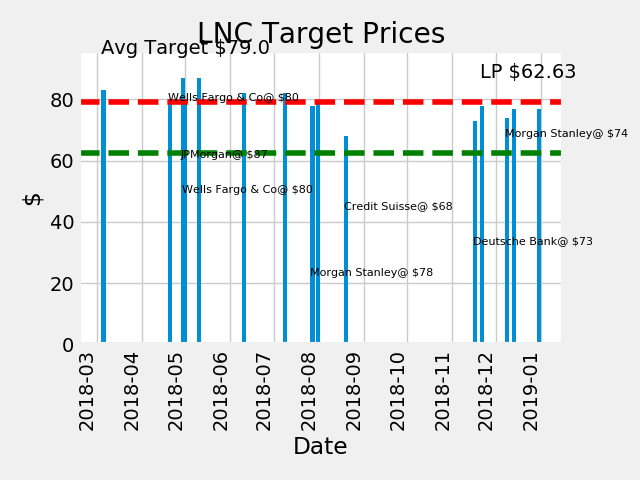 LNC Target Prices
Avg Target $79.0
LP $62.63
Wells Fargo & Co@ $80
Morgan Stanley@ $74
JPMorgan@ $87
Wells Fargo & Co@ $80
Credit Suisse@ $68
Deutsche Bank@ $73
Morgan Stanley@ $78
$
80
60
40
20
0
2018-03
2018-04
2018-05
2018-06
2018-07
2018-08
2018-09
2018-10
2018-11
2018-12
2019-01
Date